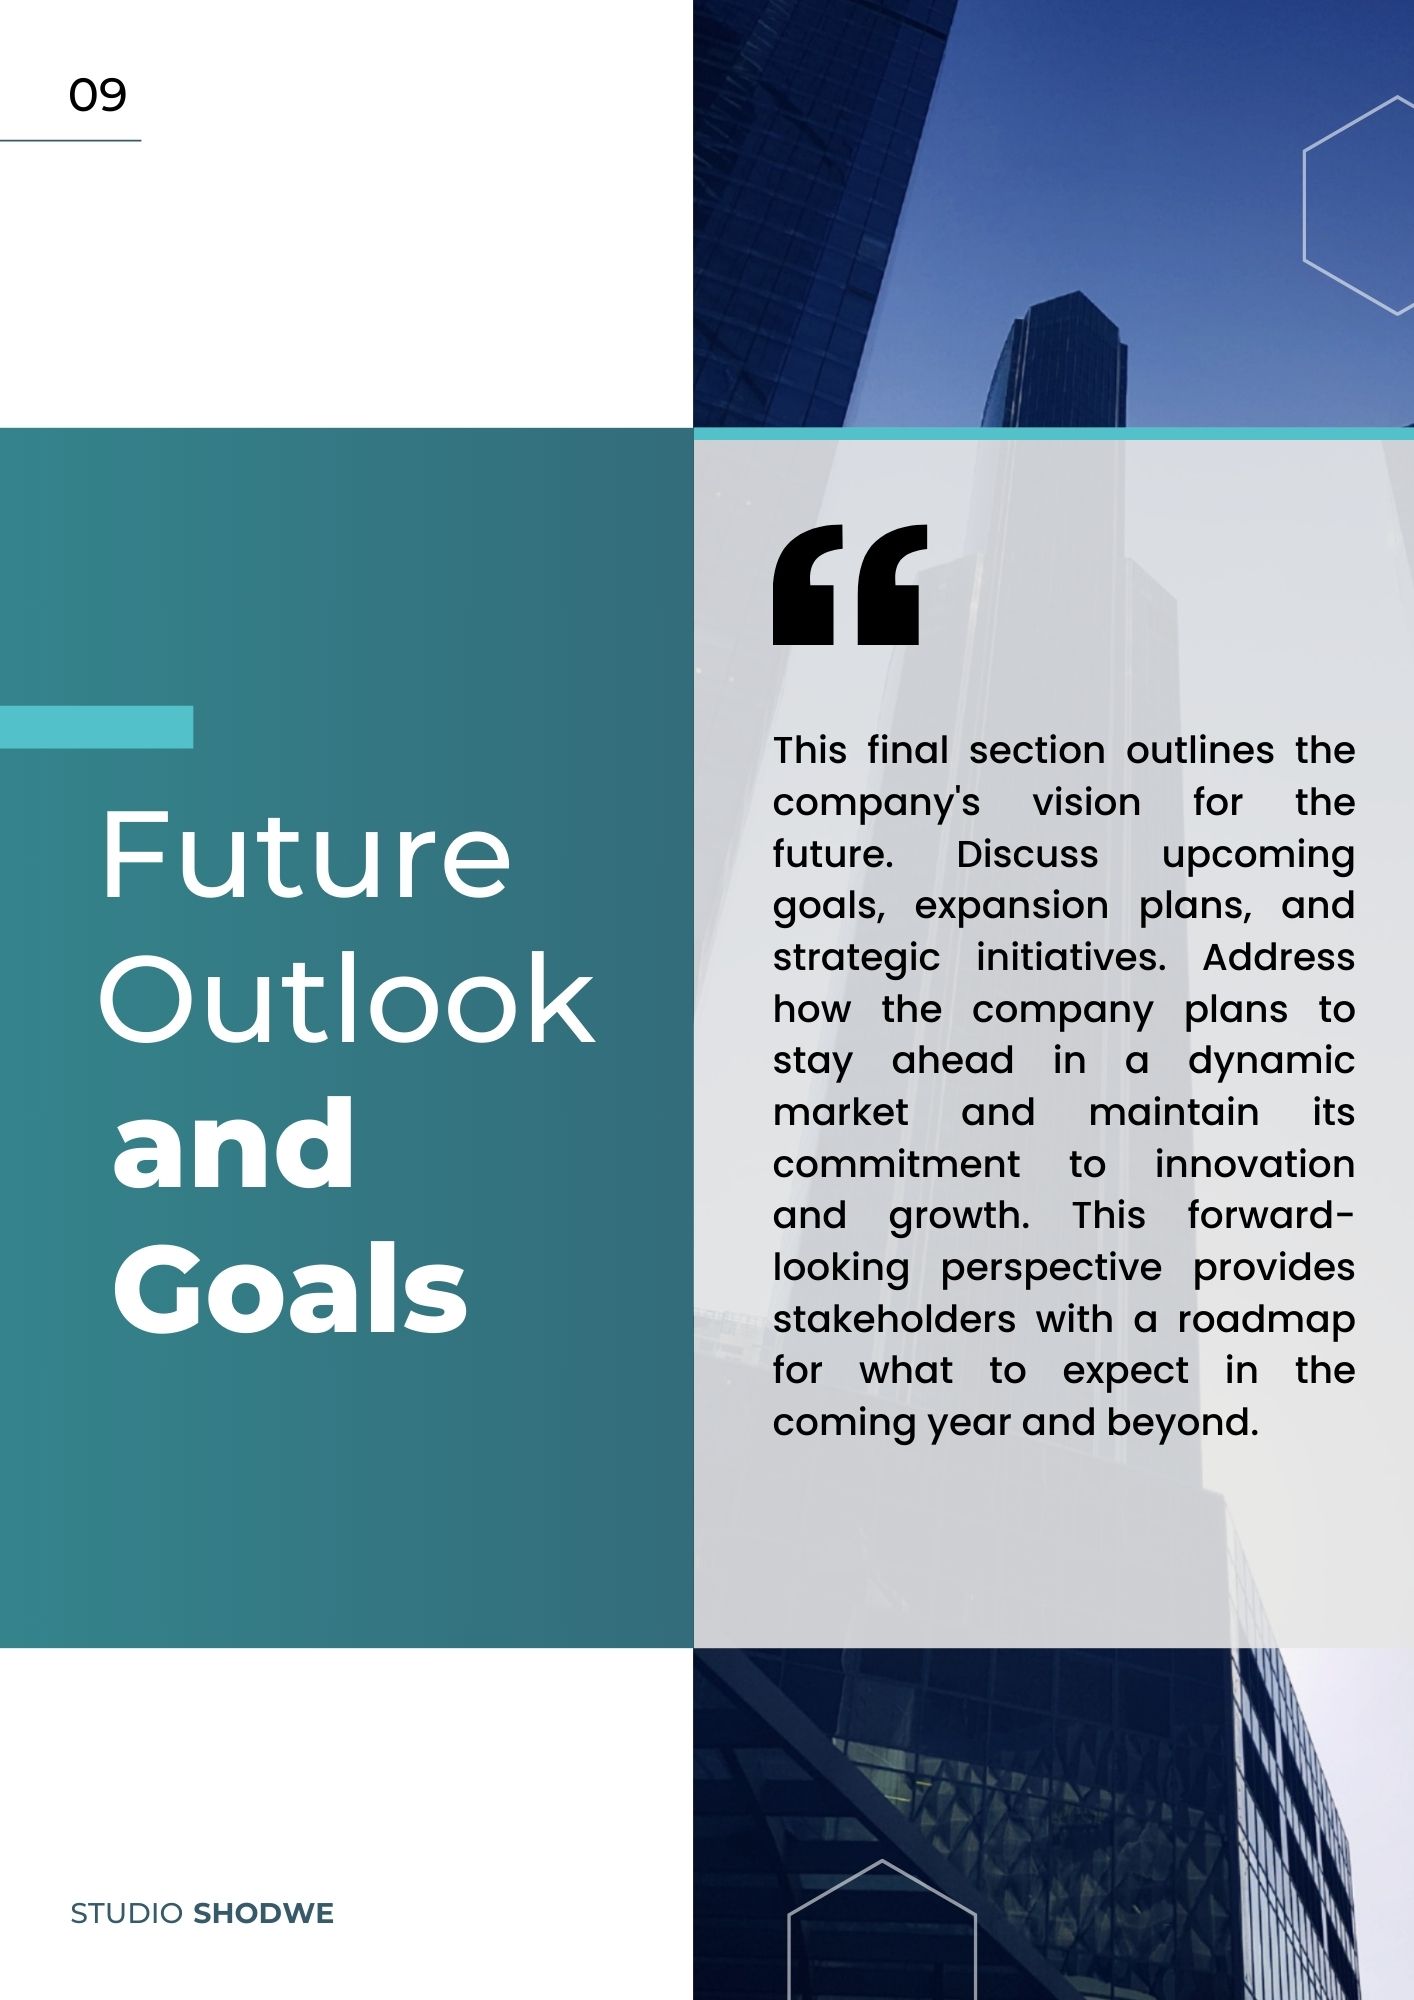 09
Future
Outlook
and
Goals
“
This final section outlines the
company's vision for the
future. Discuss upcoming
goals, expansion plans, and
strategic initiatives. Address
how the company plans to
stay ahead in a dynamic
market and maintain its
commitment to innovation
and growth. This forward-
looking perspective provides
stakeholders with a roadmap
for what to expect in the
coming year and beyond.
STUDIO SHODWE